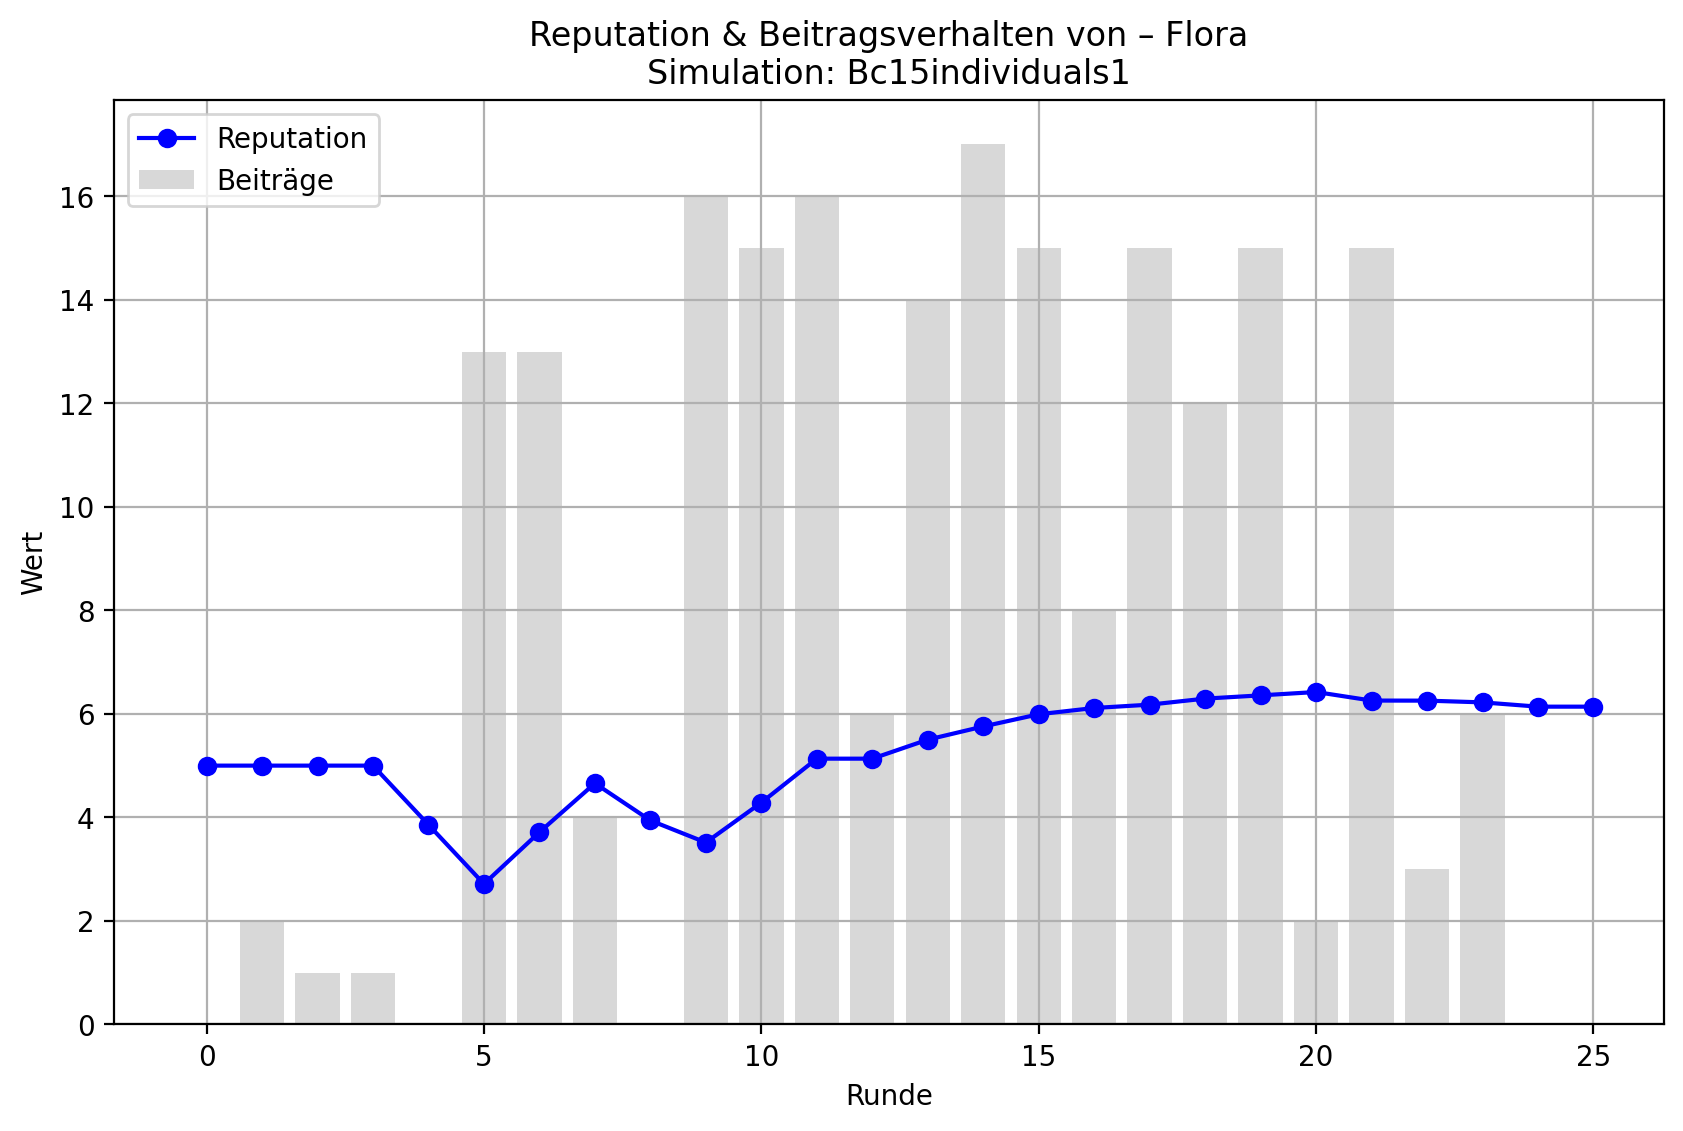 Reputation & Beitragsverhalten von – Flora
Simulation: Bc15individuals1
Reputation
Beiträge
16
14
12
10
8
6
4
2
0
Wert
0 5 10 15 20 25
Runde